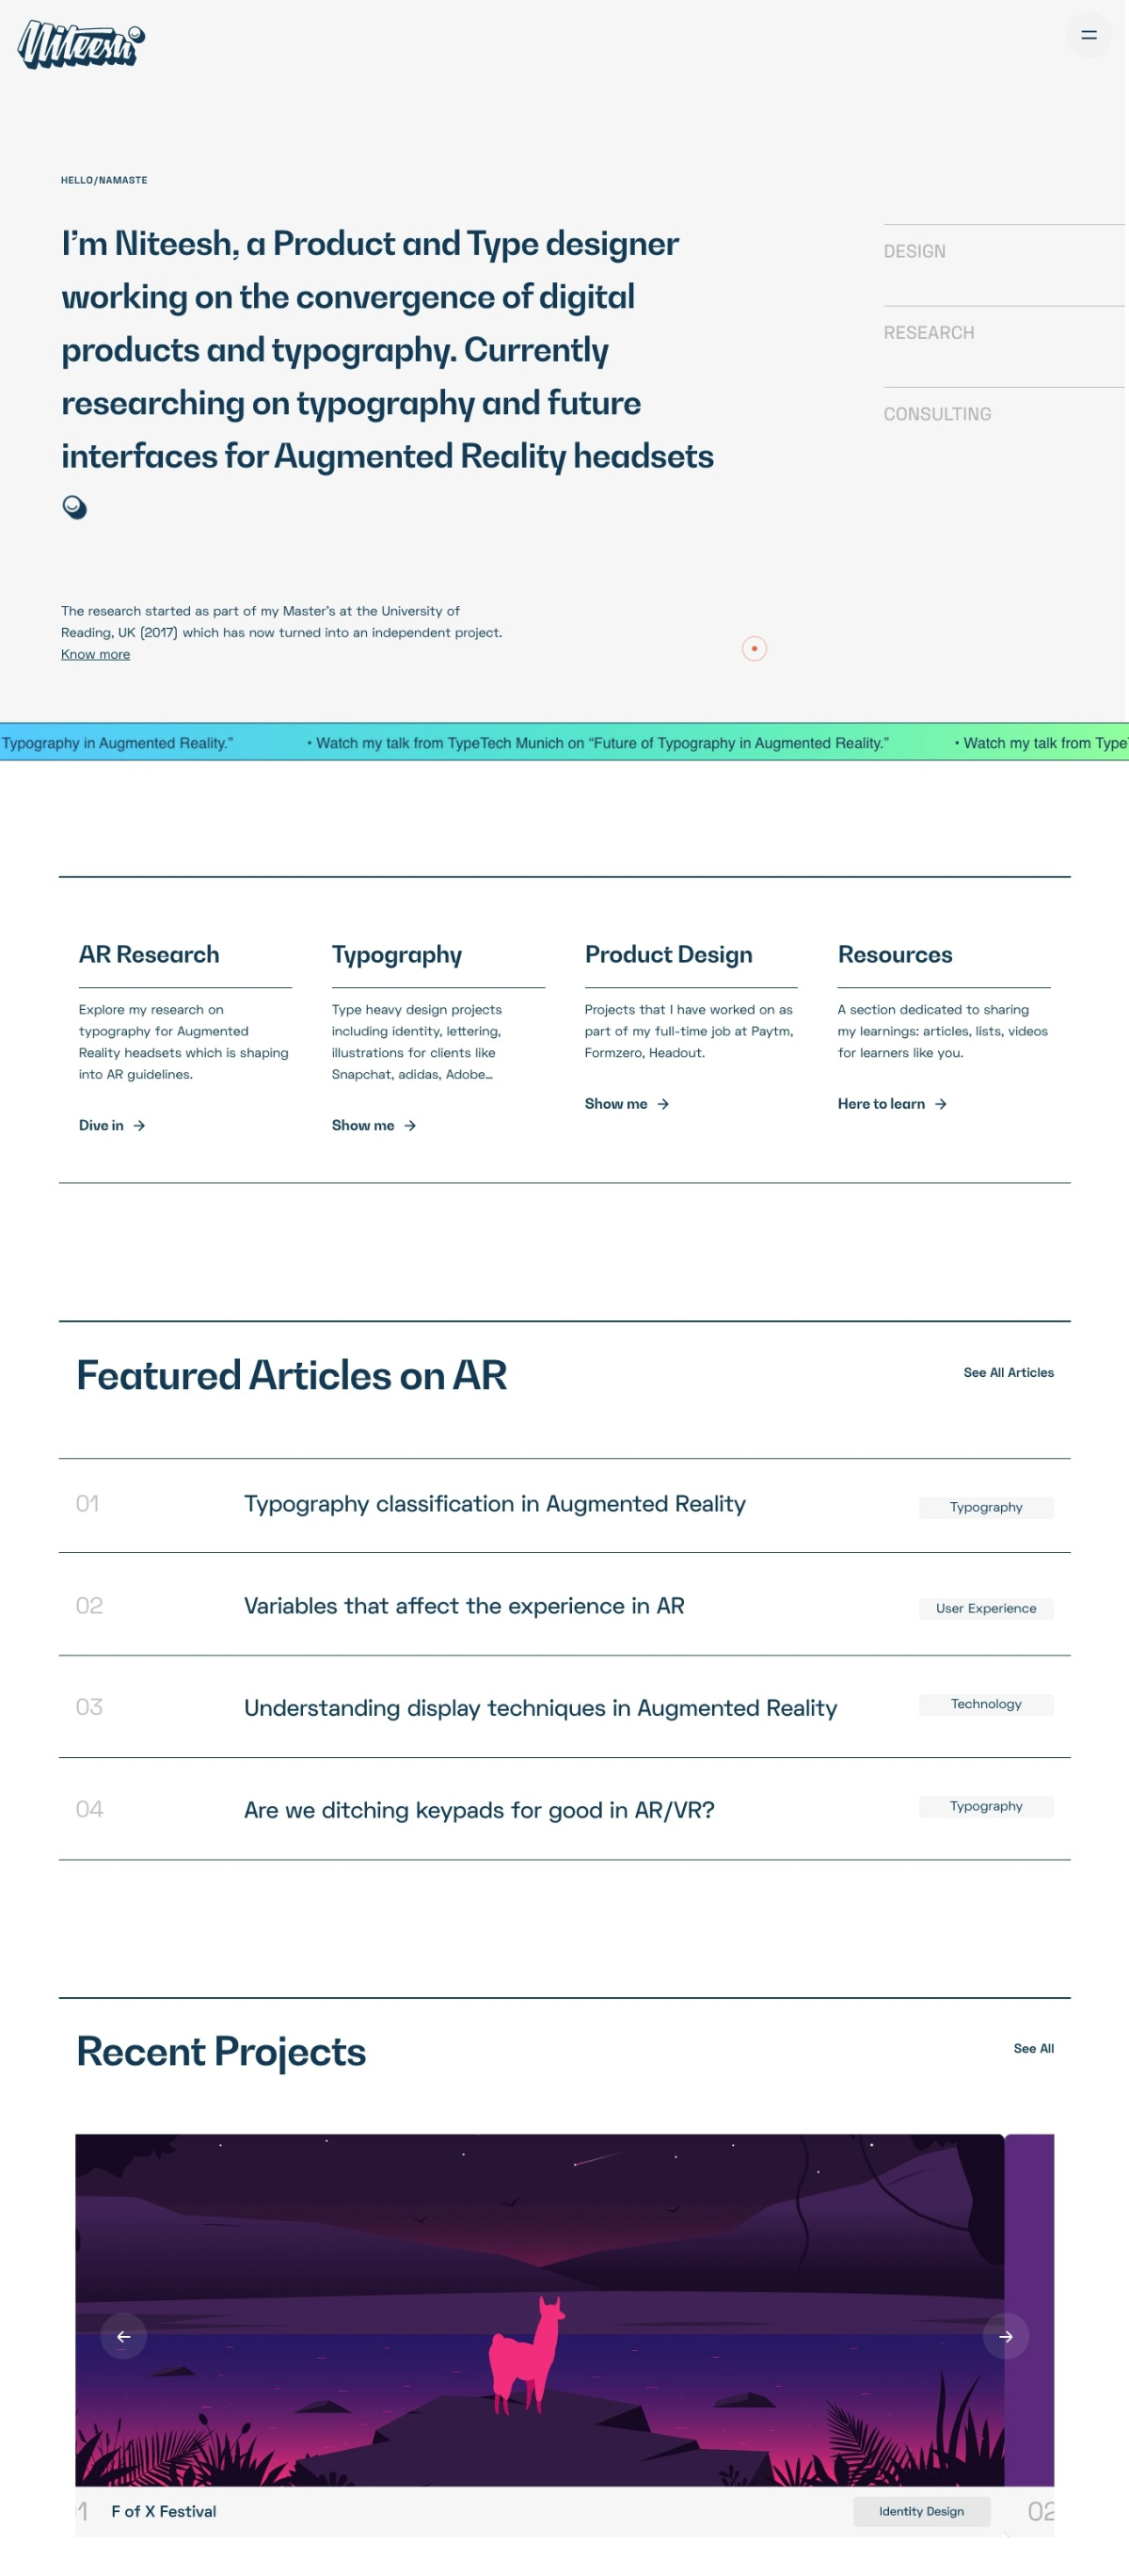 Niteesh
HELLO/NAMASTE
I’m Niteesh, a Product and Type designer
working on the convergence of digital
products and typography. Currently
researching on typography and future
interfaces for Augmented Reality headsets
DESIGN
RESEARCH
CONSULTING
The research started as part of my Master’s at the University of
Reading, UK (2017) which has now turned into an independent project.
Know more
Typography in Augmented Reality.” • Watch my talk from TypeTech Munich on “Future of Typography in Augmented Reality.” • Watch my talk from Type
AR Research
Explore my research on
typography for Augmented
Reality headsets which is shaping
into AR guidelines.
Dive in →
Typography
Type heavy design projects
including identity, lettering,
illustrations for clients like
Snapchat, adidas, Adobe...
Show me →
Product Design
Projects that I have worked on as
part of my full-time job at Paytm,
Formzero, Headout.
Show me →
Resources
A section dedicated to sharing
my learnings: articles, lists, videos
for learners like you.
Here to learn →
Featured Articles on AR
See All Articles
01 Typography classification in Augmented Reality Typography
02 Variables that affect the experience in AR User Experience
03 Understanding display techniques in Augmented Reality Technology
04 Are we ditching keypads for good in AR/VR? Typography
Recent Projects
See All
1 F of X Festival Identity Design 02